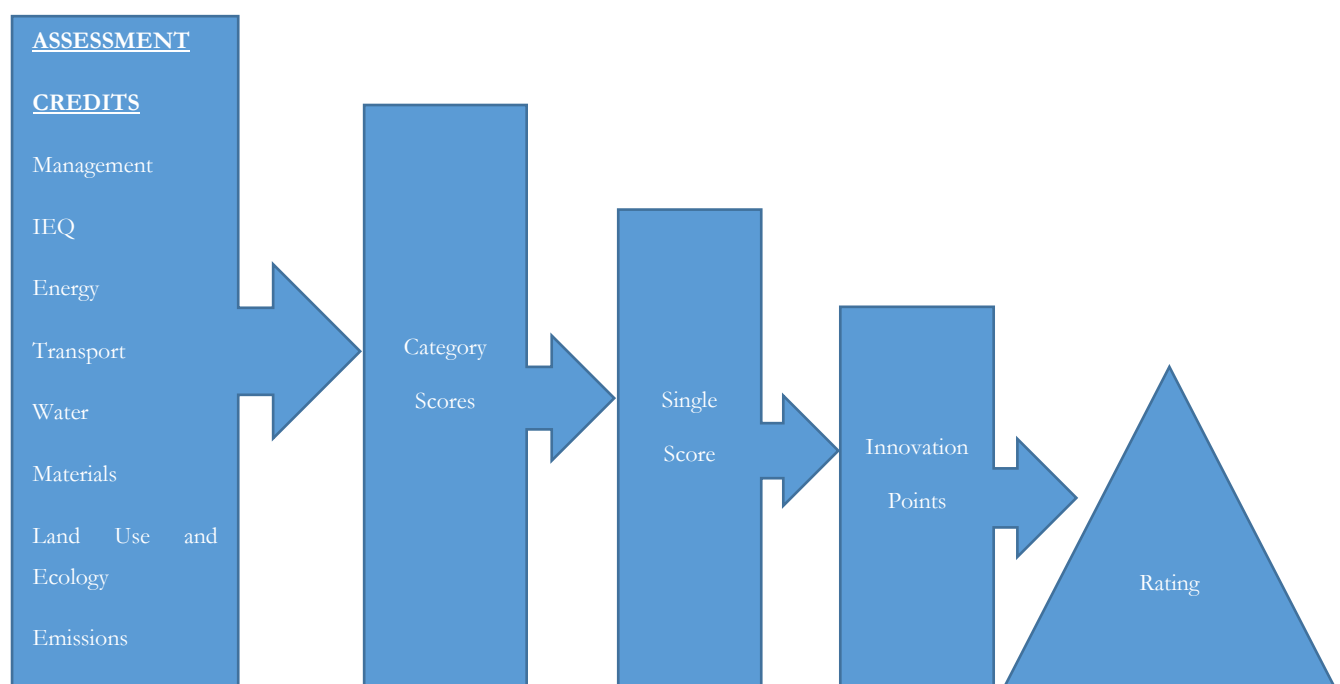 ASSESSMENT
CREDITS
Management
IEQ
Energy
Transport
Water
Materials
Land Use and
Ecology
Emissions
Category
Scores
Single
Score
Innovation
Points
Rating